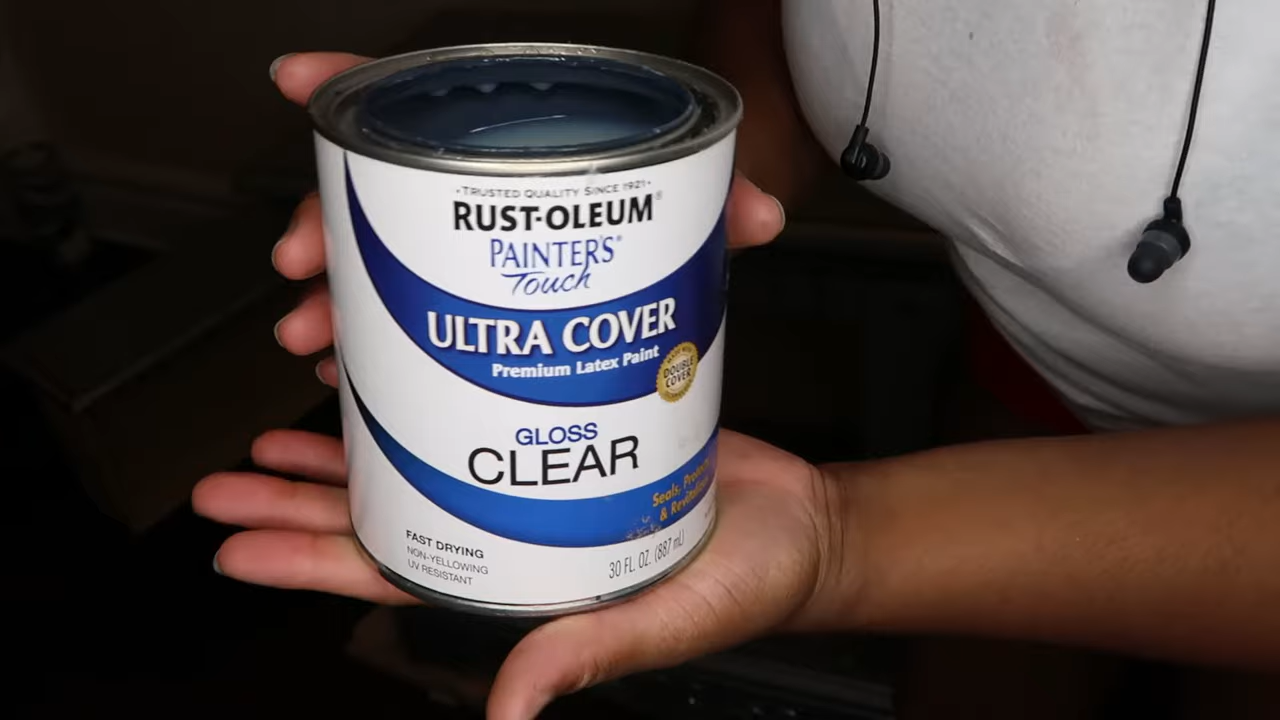 •TRUSTED QUALITY SINCE 1921•
RUST-OLEUM®
PAINTER'S®
Touch
ULTRA COVER
Premium Latex Paint
DOUBLE
COVER
GLOSS
CLEAR
Seals, Protects
& Revitalizes
FAST DRYING
NON-YELLOWING
UV RESISTANT
30 FL. OZ. (887 mL)